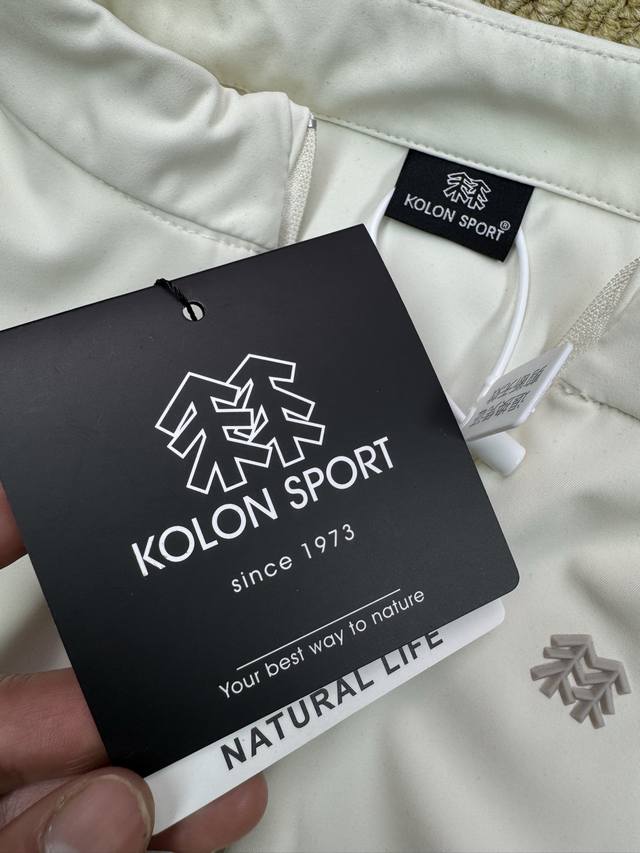 KOLON SPORT®
KOLON SPORT
since 1973
Your best way to nature
NATURAL LIFE